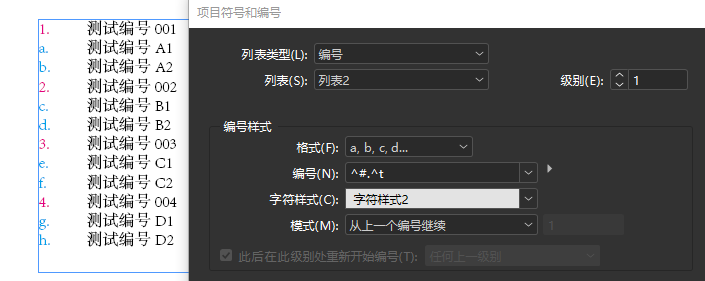 项目符号和编号
1. 测试编号 001
a. 测试编号 A1
b. 测试编号 A2
2. 测试编号 002
c. 测试编号 B1
d. 测试编号 B2
3. 测试编号 003
e. 测试编号 C1
f. 测试编号 C2
4. 测试编号 004
g. 测试编号 D1
h. 测试编号 D2
列表类型(L): 编号
列表(S): 列表2 级别(E): 1
编号样式
格式(F): a, b, c, d...
编号(N): ^#.^t
字符样式(C): 字符样式2
模式(M): 从上一个编号继续 1
此后在此级别处重新开始编号(T): 任何上一级别